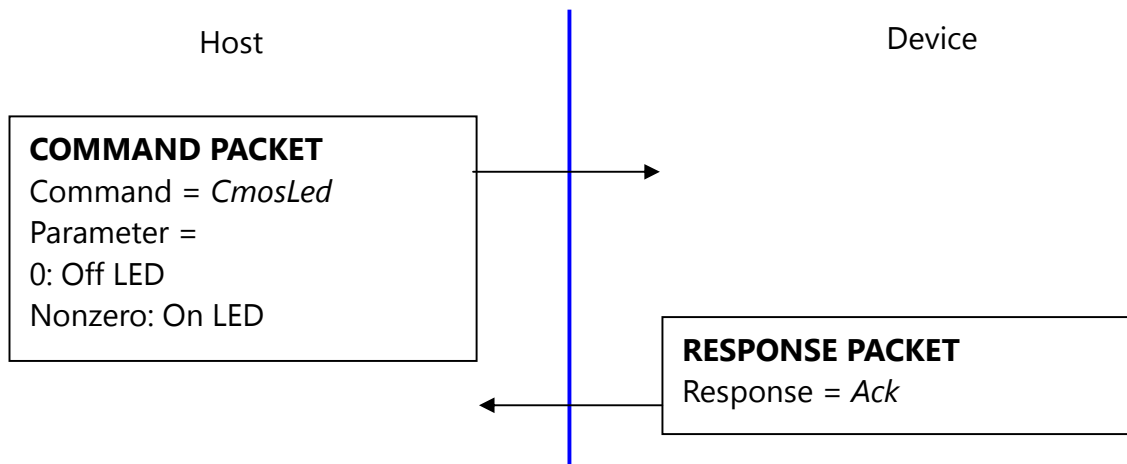 Host
Device
COMMAND PACKET
Command = CmosLed
Parameter =
0: Off LED
Nonzero: On LED
RESPONSE PACKET
Response = Ack